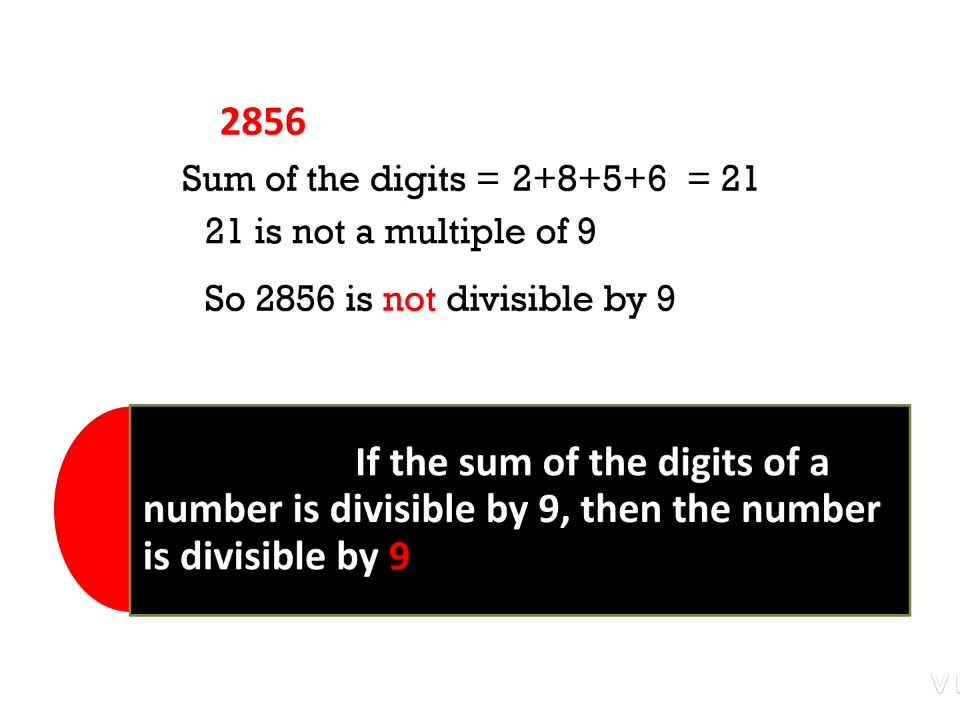 2856
Sum of the digits = 2+8+5+6 = 21
21 is not a multiple of 9
So 2856 is not divisible by 9
If the sum of the digits of a
number is divisible by 9, then the number
is divisible by 9